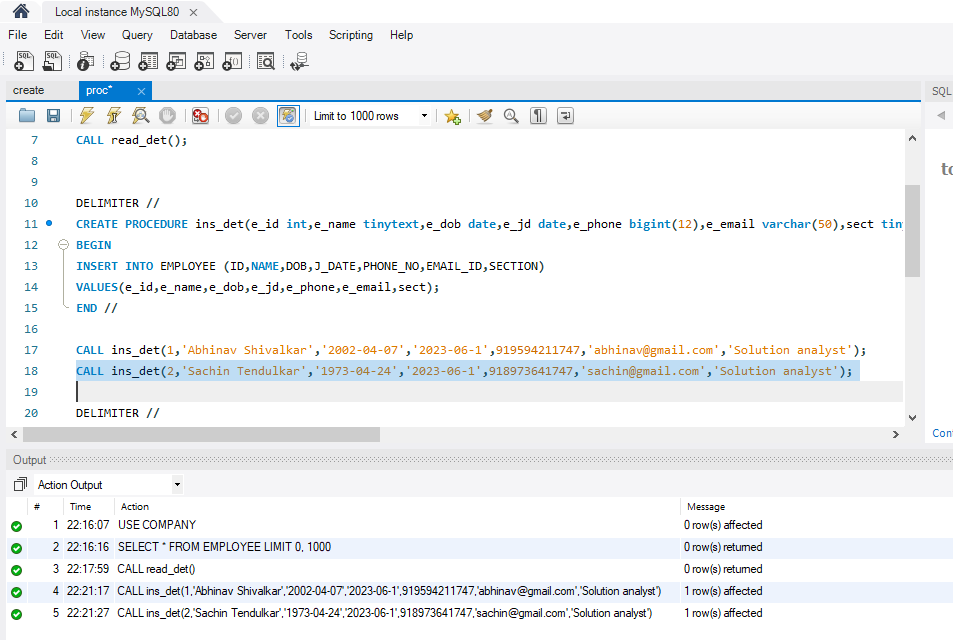 Local instance MySQL80
File Edit View Query Database Server Tools Scripting Help
create proc* SQL
Limit to 1000 rows
7 CALL read_det();
8
9
10 DELIMITER //
11 CREATE PROCEDURE ins_det(e_id int,e_name tinytext,e_dob date,e_jd date,e_phone bigint(12),e_email varchar(50),sect tin
12 BEGIN
13 INSERT INTO EMPLOYEE (ID,NAME,DOB,J_DATE,PHONE_NO,EMAIL_ID,SECTION)
14 VALUES(e_id,e_name,e_dob,e_jd,e_phone,e_email,sect);
15 END //
16
17 CALL ins_det(1,'Abhinav Shivalkar','2002-04-07','2023-06-1',919594211747,'abhinav@gmail.com','Solution analyst');
18 CALL ins_det(2,'Sachin Tendulkar','1973-04-24','2023-06-1',918973641747,'sachin@gmail.com','Solution analyst');
19
20 DELIMITER //
to
Con
Output
Action Output
# Time Action Message
1 22:16:07 USE COMPANY 0 row(s) affected
2 22:16:16 SELECT * FROM EMPLOYEE LIMIT 0, 1000 0 row(s) returned
3 22:17:59 CALL read_det() 0 row(s) returned
4 22:21:17 CALL ins_det(1,'Abhinav Shivalkar','2002-04-07','2023-06-1',919594211747,'abhinav@gmail.com','Solution analyst') 1 row(s) affected
5 22:21:27 CALL ins_det(2,'Sachin Tendulkar','1973-04-24','2023-06-1',918973641747,'sachin@gmail.com','Solution analyst') 1 row(s) affected